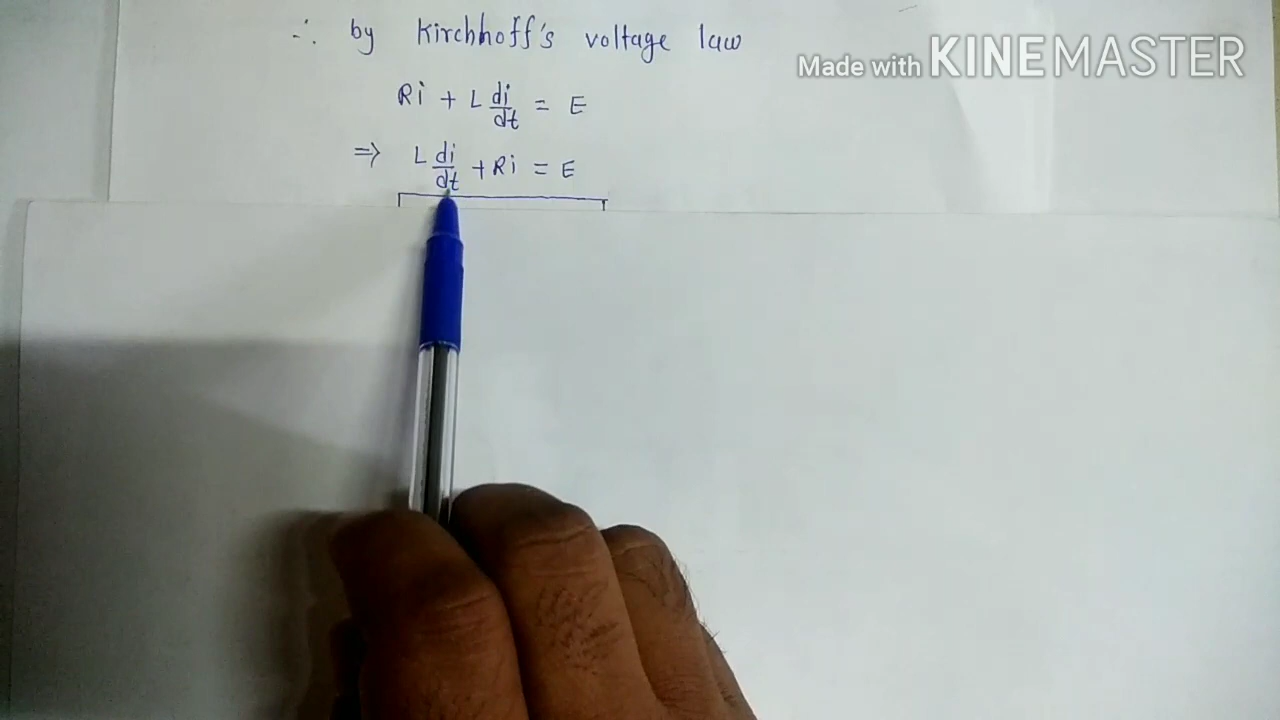 ∴ by Kirchhoff's voltage law
Made with KINEMASTER
Ri + L di/dt = E
⇒ L di/dt + Ri = E